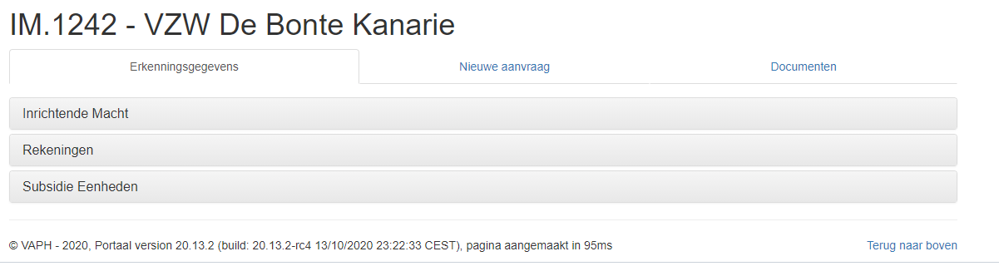 IM.1242 - VZW De Bonte Kanarie
Erkenningsgegevens Nieuwe aanvraag Documenten
Inrichtende Macht
Rekeningen
Subsidie Eenheden
© VAPH - 2020, Portaal version 20.13.2 (build: 20.13.2-rc4 13/10/2020 23:22:33 CEST), pagina aangemaakt in 95ms Terug naar boven